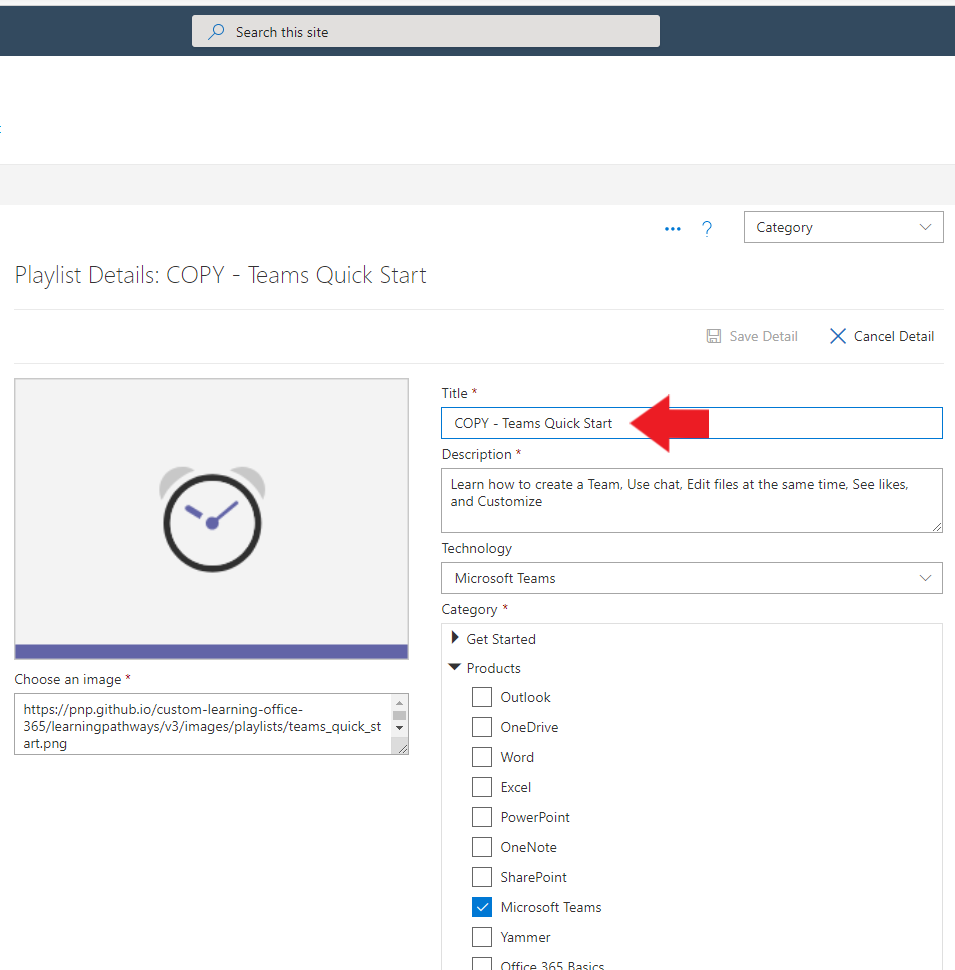 Search this site
Category
Playlist Details: COPY - Teams Quick Start
Save Detail
Cancel Detail
Title *
COPY - Teams Quick Start
Description *
Learn how to create a Team, Use chat, Edit files at the same time, See likes,
and Customize
Technology
Microsoft Teams
Category *
Get Started
Products
Outlook
OneDrive
Word
Excel
PowerPoint
OneNote
SharePoint
Microsoft Teams
Yammer
Office 365 Basics
Choose an image *
https://pnp.github.io/custom-learning-office-
365/learningpathways/v3/images/playlists/teams_quick_st
art.png